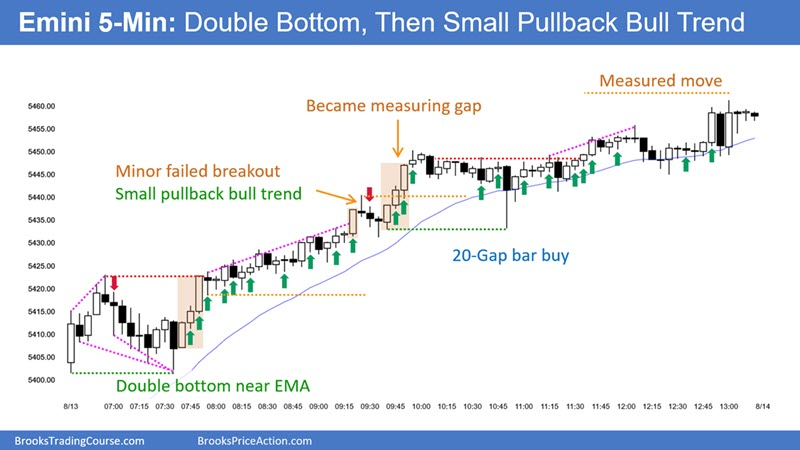 Emini 5-Min: Double Bottom, Then Small Pullback Bull Trend
Measured move
Became measuring gap
Minor failed breakout
Small pullback bull trend
20-Gap bar buy
Double bottom near EMA
5460.00
5455.00
5450.00
5445.00
5440.00
5435.00
5430.00
5425.00
5420.00
5415.00
5410.00
5405.00
5400.00
8/13 07:00 07:15 07:30 07:45 08:00 08:15 08:30 08:45 09:00 09:15 09:30 09:45 10:00 10:15 10:30 10:45 11:00 11:15 11:30 11:45 12:00 12:15 12:30 12:45 13:00 8/14
BrooksTradingCourse.com BrooksPriceAction.com